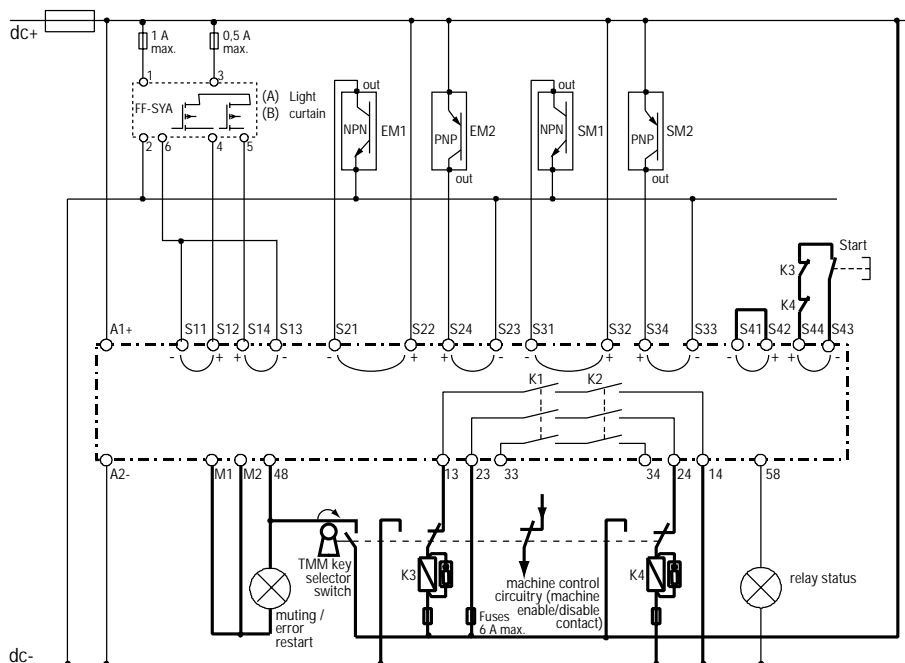 dc+
1 A
max.
0,5 A
max.
1
3
FF-SYA
(A)
(B)
Light
curtain
2
6
4
5
out
NPN
EM1
PNP
EM2
out
out
NPN
SM1
PNP
SM2
out
Start
K3
K4
A1+
S11
S12
S14
S13
S21
S22
S24
S23
S31
S32
S34
S33
S41
S42
S44
S43
-
+
+
-
-
+
+
-
-
+
+
-
-
+
+
-
K1
K2
A2-
M1
M2
48
13
23
33
34
24
14
58
TMM key
selector
switch
K3
Fuses
6 A max.
machine control
circuitry (machine
enable/disable
contact)
K4
relay status
muting /
error
restart
dc-